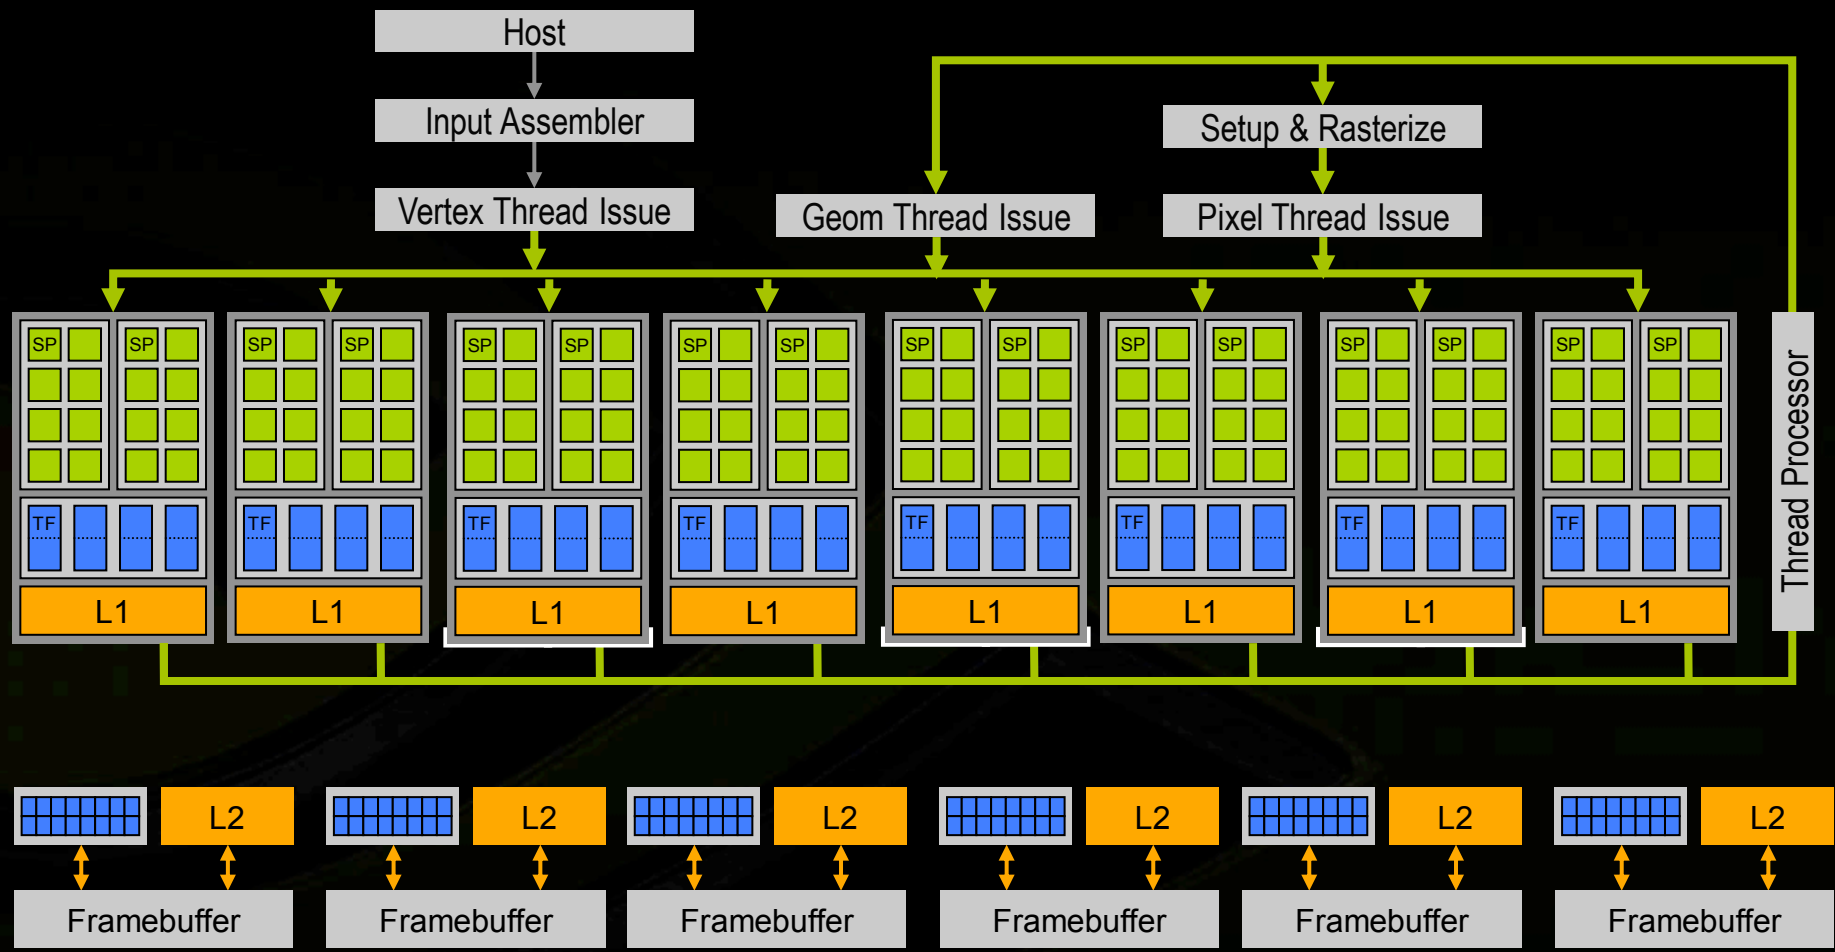 Host
Input Assembler
Setup & Rasterize
Vertex Thread Issue
Geom Thread Issue
Pixel Thread Issue
SP SP SP SP SP SP SP SP SP SP SP SP SP SP SP SP
TF TF TF TF TF TF TF TF
L1 L1 L1 L1 L1 L1 L1 L1
Thread Processor
L2 L2 L2 L2 L2 L2
Framebuffer Framebuffer Framebuffer Framebuffer Framebuffer Framebuffer